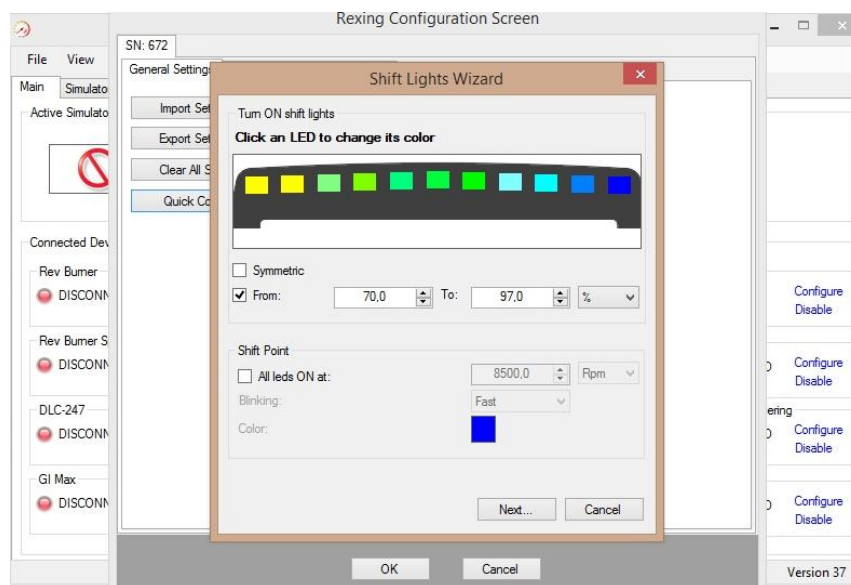 Rexing Configuration Screen
SN: 672
File View
General Settings
Main Simulato
Active Simulato
Import Set
Export Set
Clear All S
Quick Co
Shift Lights Wizard
Turn ON shift lights
Click an LED to change its color
Symmetric
From: 70,0 To: 97,0 %
Shift Point
All leds ON at: 8500,0 Rpm
Blinking: Fast
Color:
Next... Cancel
Connected Dev
Rev Burner
DISCONN
Configure
Disable
Rev Burner S
DISCONN
Configure
Disable
DLC-247
ering
DISCONN
Configure
Disable
GI Max
DISCONN
Configure
Disable
OK Cancel
Version 37